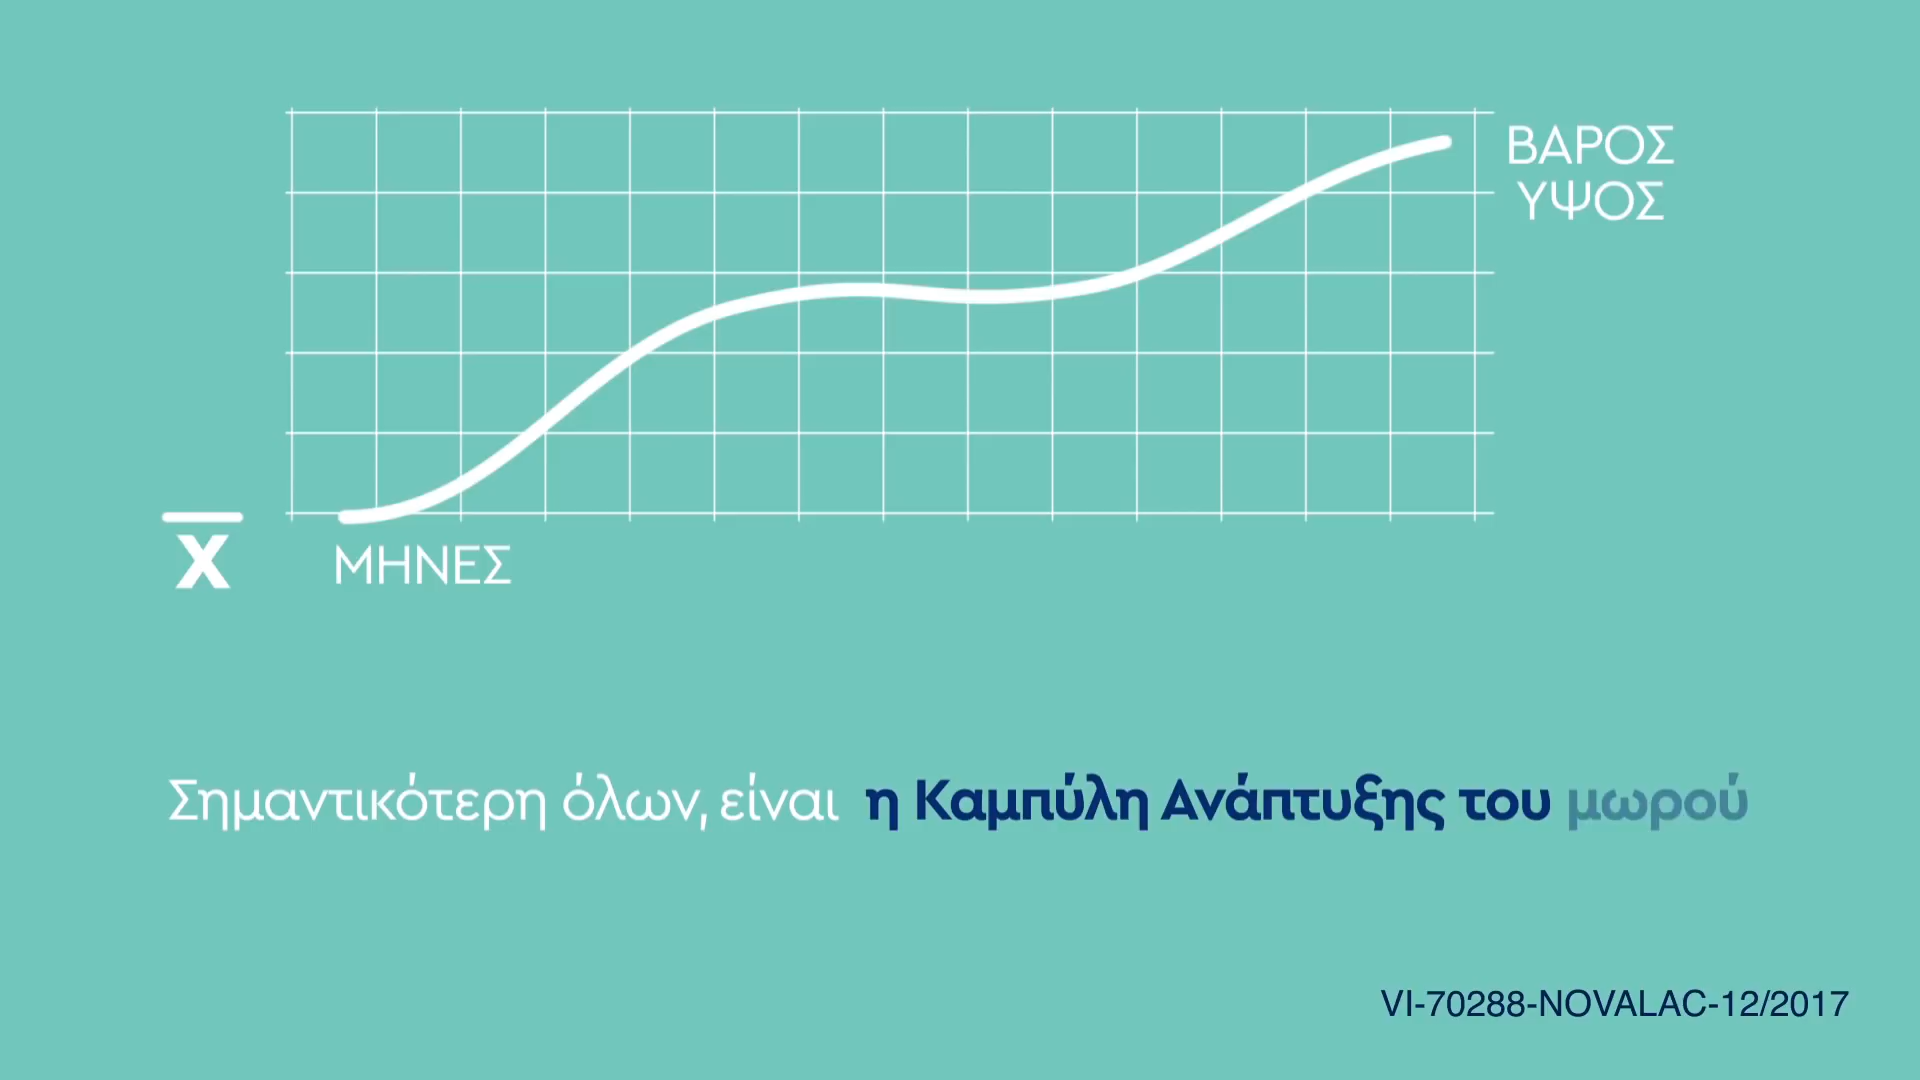 ΒΑΡΟΣ
ΥΨΟΣ
x̄
ΜΗΝΕΣ
Σημαντικότερη όλων, είναι η Καμπύλη Ανάπτυξης του μωρού
VI-70288-NOVALAC-12/2017